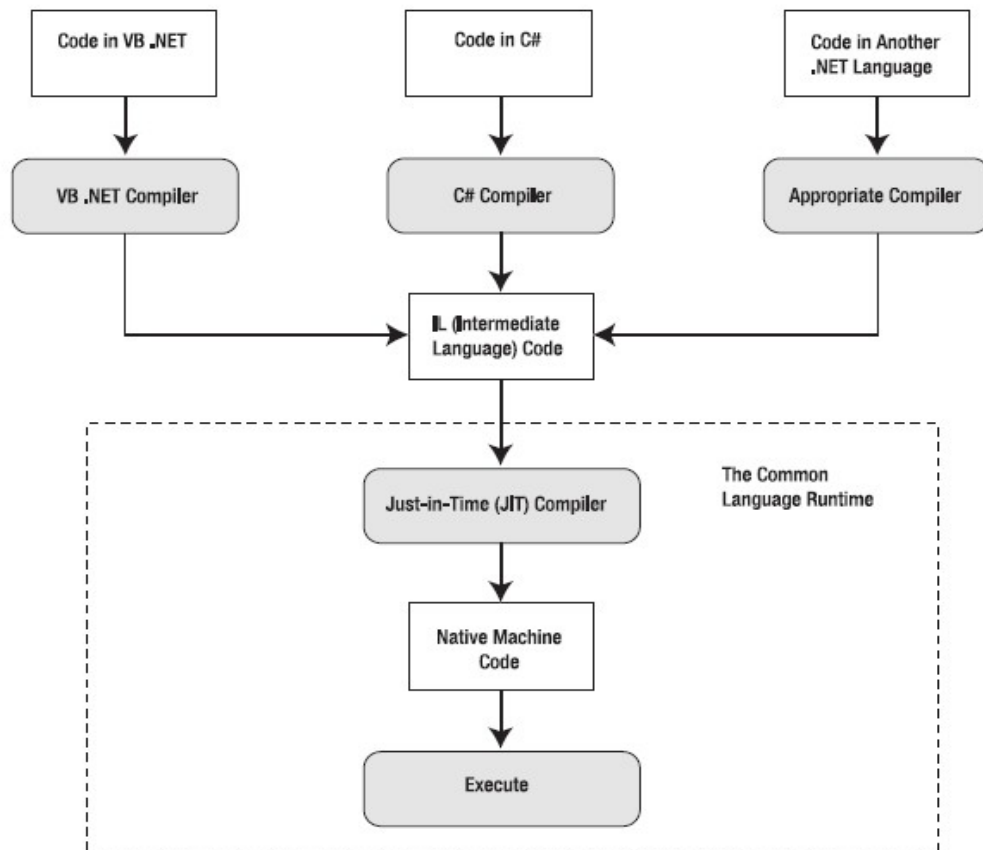 Code in VB .NET
Code in C#
Code in Another
.NET Language
VB .NET Compiler
C# Compiler
Appropriate Compiler
IL (Intermediate
Language) Code
The Common
Language Runtime
Just-in-Time (JIT) Compiler
Native Machine
Code
Execute